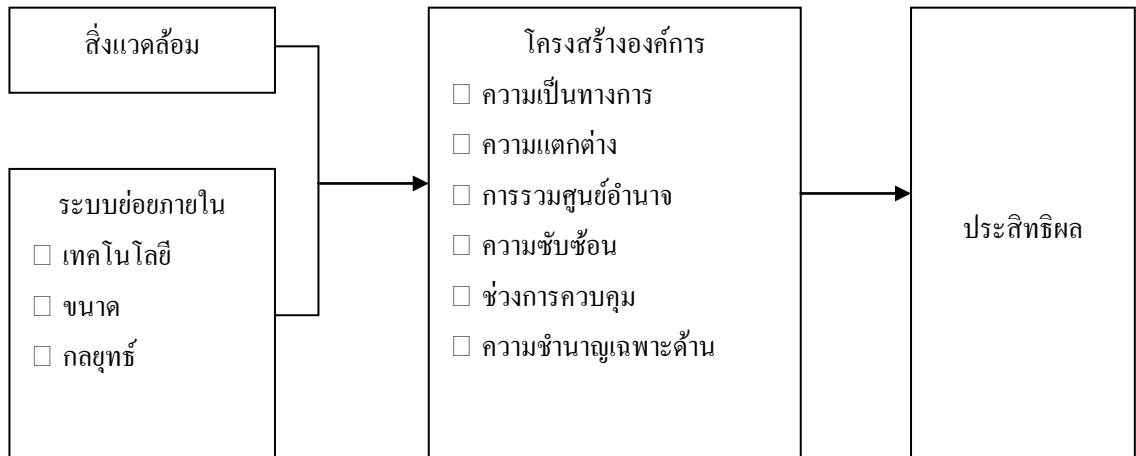 สิ่งแวดล้อม
ระบบย่อยภายใน
□ เทคโนโลยี
□ ขนาด
□ กลยุทธ์
โครงสร้างองค์การ
□ ความเป็นทางการ
□ ความแตกต่าง
□ การรวมศูนย์อำนาจ
□ ความซับซ้อน
□ ช่วงการควบคุม
□ ความชำนาญเฉพาะด้าน
ประสิทธิผล